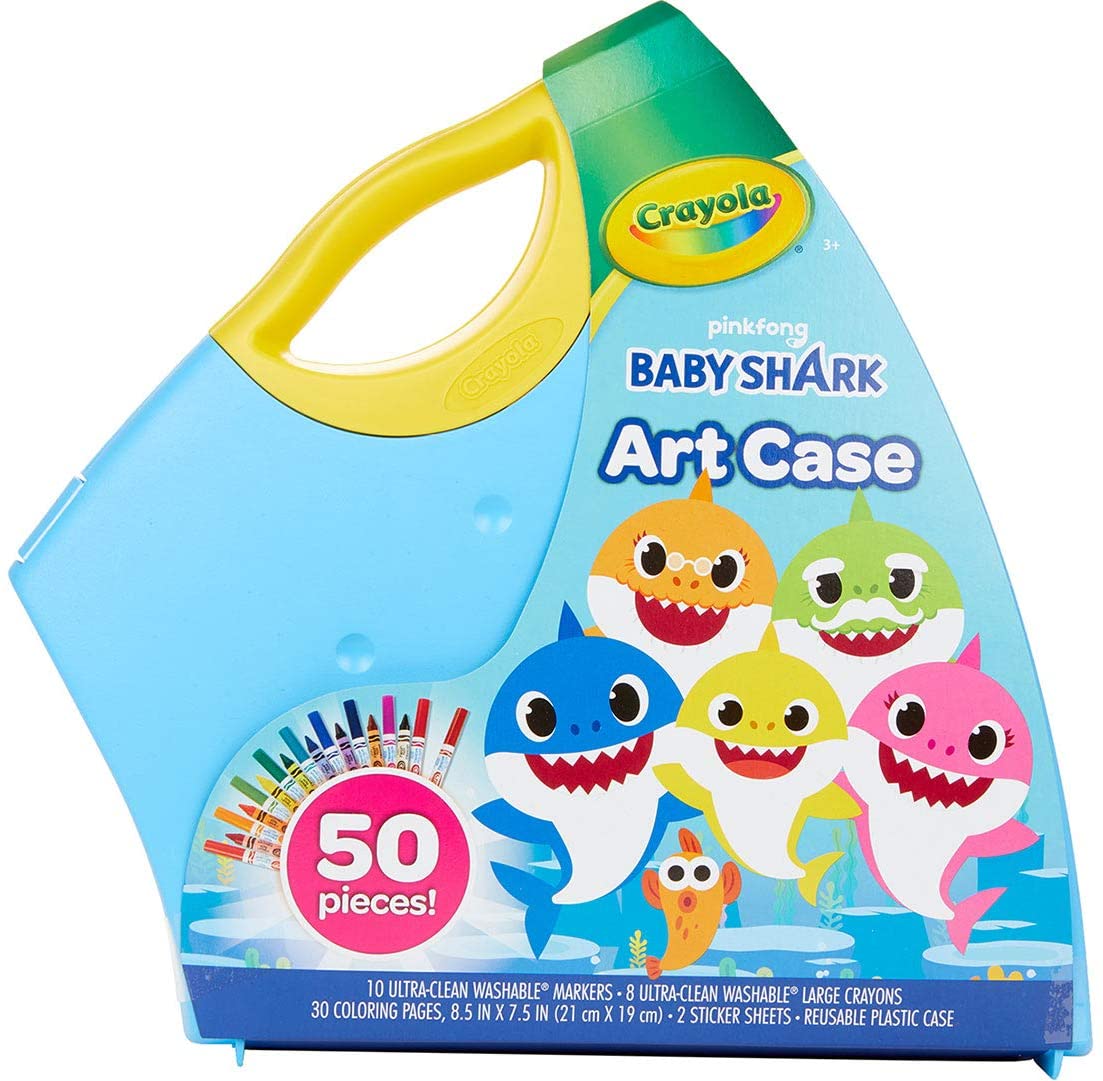 Crayola
®
3+
pinkfong
BABY SHARK
Art Case
Crayola
50
pieces!
10 ULTRA-CLEAN WASHABLE® MARKERS • 8 ULTRA-CLEAN WASHABLE® LARGE CRAYONS
30 COLORING PAGES, 8.5 IN X 7.5 IN (21 cm X 19 cm) • 2 STICKER SHEETS • REUSABLE PLASTIC CASE